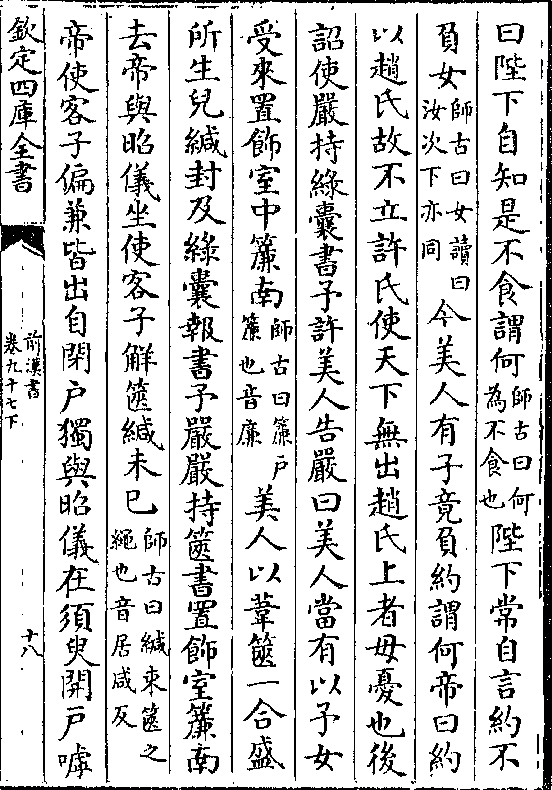 曰陛下自知是不食謂何師古曰何為不食也陛下常自言約不
負女師古曰女讀曰汝次下亦同今美人有子竟負約謂何帝曰約
以趙氏故不立許氏使天下無出趙氏上者毋憂也後
詔使嚴持綠囊書予許美人告嚴曰美人當有以予女
受來置飾室中簾南師古曰簾戶簾也音廉美人以葦篋一合盛
所生兒緘封及綠囊報書予嚴嚴持篋書置飾室簾南
去帝與昭儀坐使客子解篋緘未已師古曰緘束篋之繩也音居咸反
帝使客子偏兼皆出自閉戶獨與昭儀在須臾開戶嘑
欽定四庫全書
前漢書
卷九十七下
十八